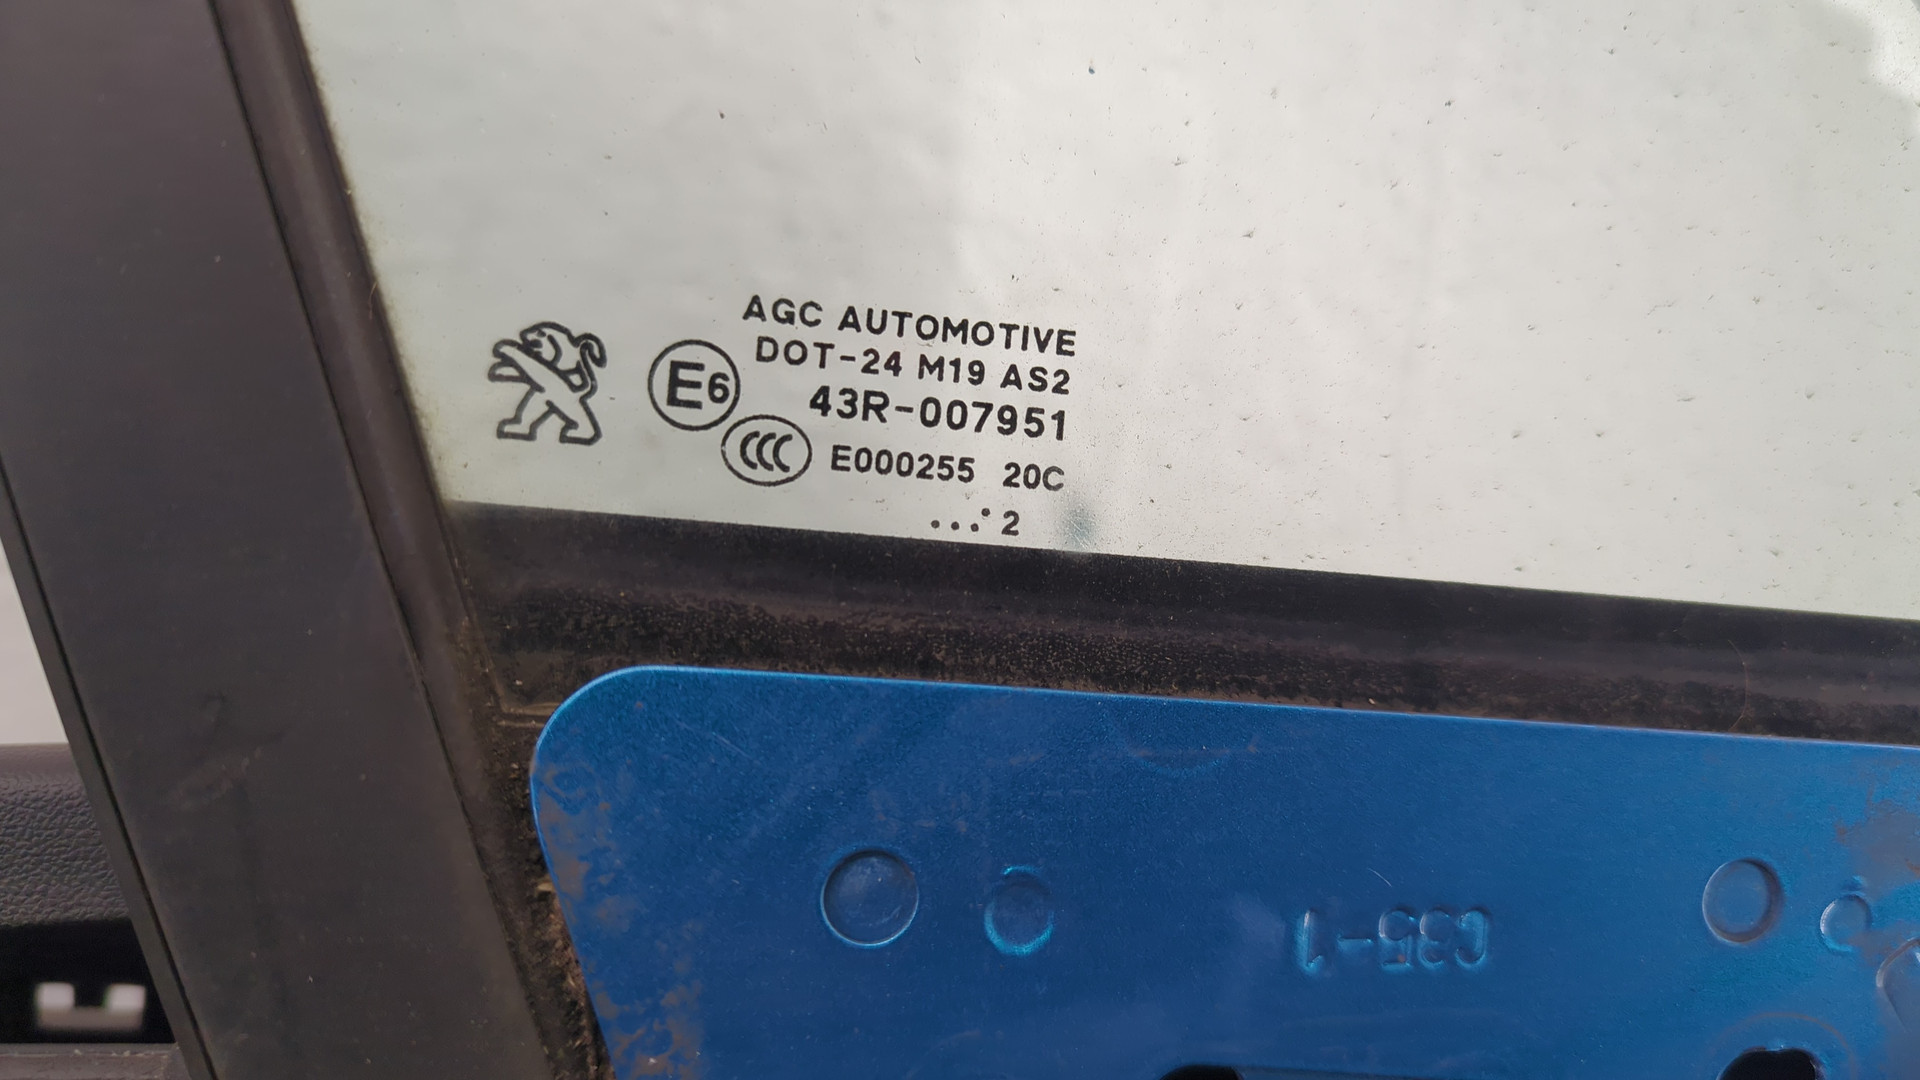 AGC AUTOMOTIVE
DOT-24 M19 AS2
E6 43R-007951
CCC E000255 20C
...˙2
C35-1